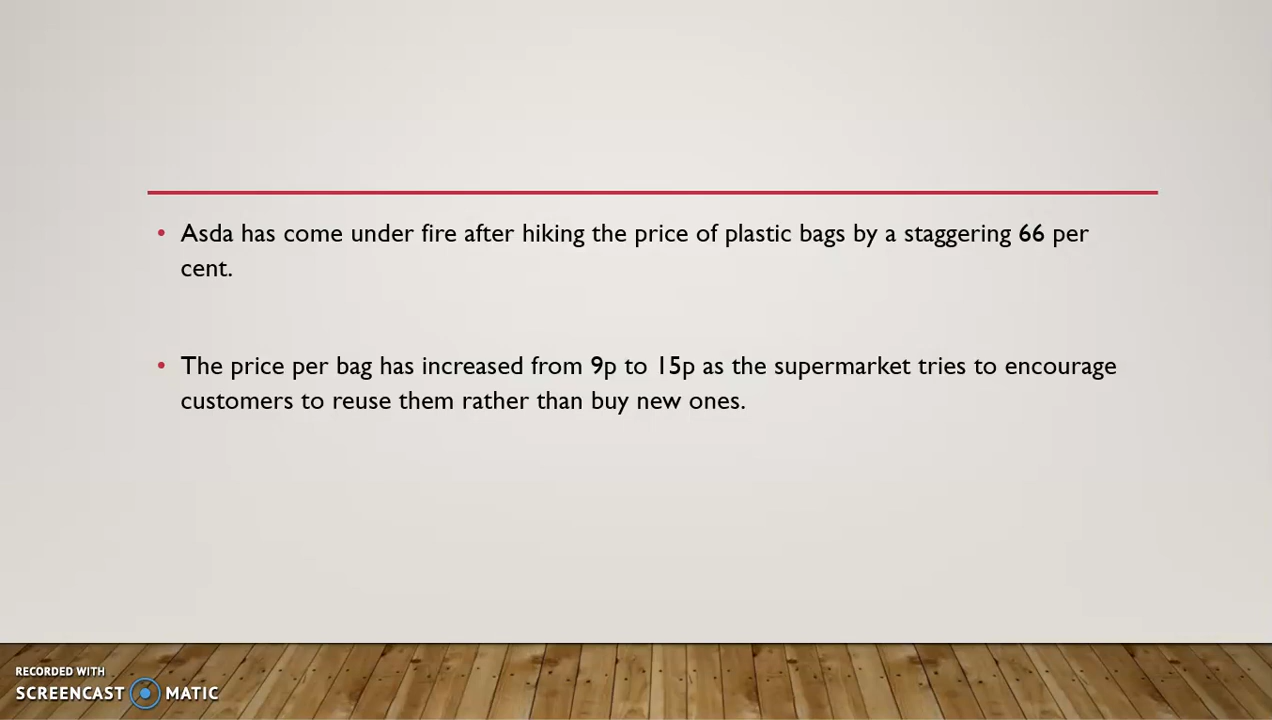 • Asda has come under fire after hiking the price of plastic bags by a staggering 66 per
cent.
• The price per bag has increased from 9p to 15p as the supermarket tries to encourage
customers to reuse them rather than buy new ones.
RECORDED WITH
SCREENCAST MATIC